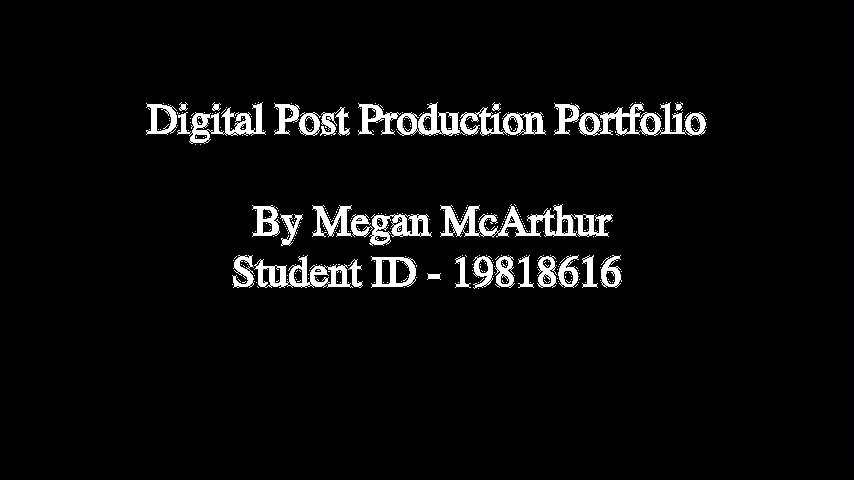 Digital Post Production Portfolio
By Megan McArthur
Student ID - 19818616